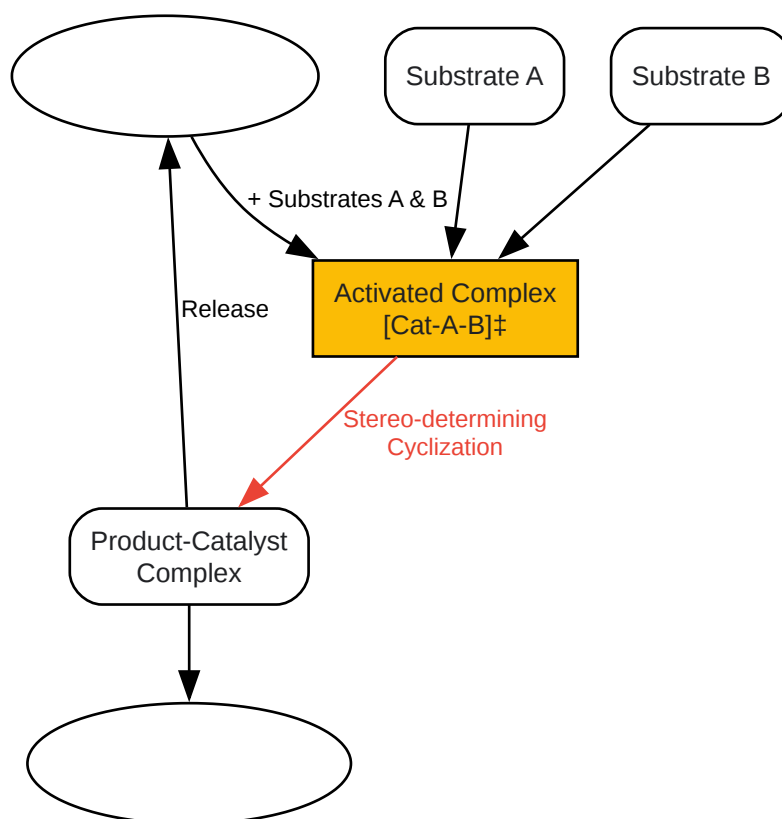 Substrate A
Substrate B
+ Substrates A & B
Activated Complex
[Cat-A-B]‡
Release
Stereo-determining
Cyclization
Product-Catalyst
Complex